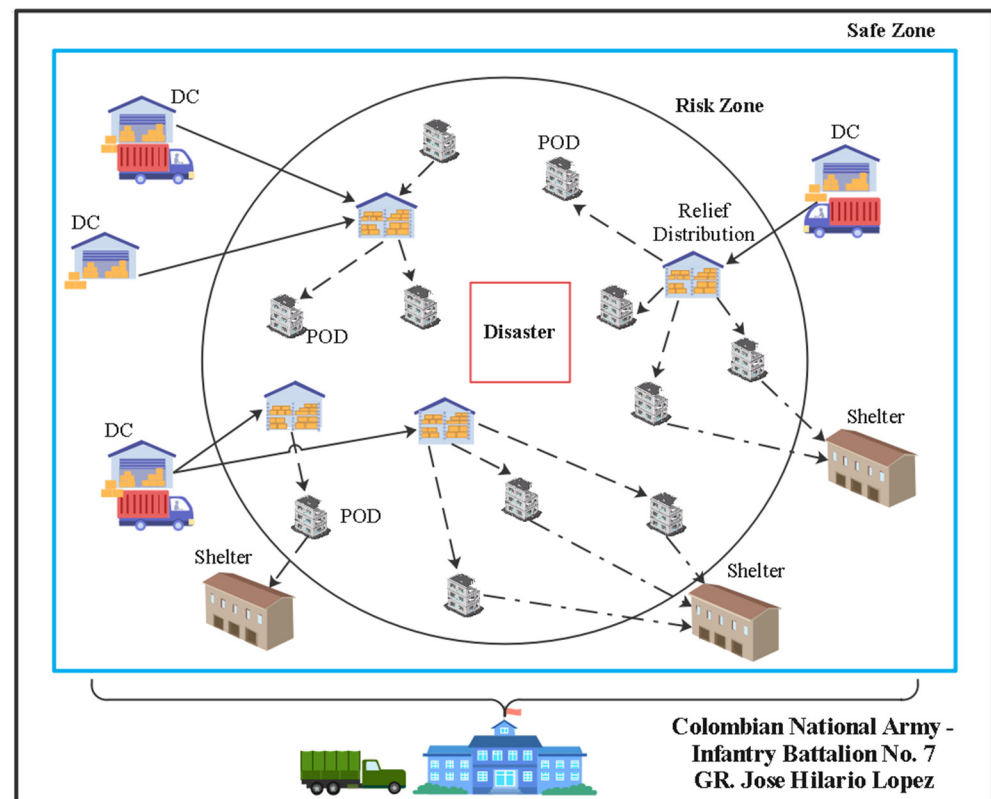 Safe Zone
DC
Risk Zone
POD
DC
DC
Relief
Distribution
POD
Disaster
DC
Shelter
POD
Shelter
Shelter
Colombian National Army -
Infantry Battalion No. 7
GR. Jose Hilario Lopez